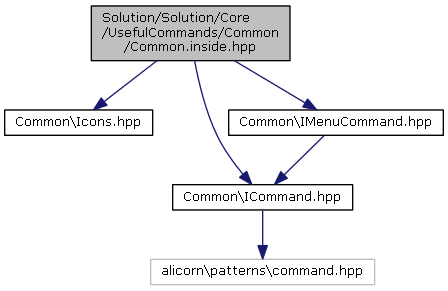 Solution/Solution/Core
/UsefulCommands/Common
/Common.inside.hpp
Common\Icons.hpp
Common\IMenuCommand.hpp
Common\ICommand.hpp
alicorn\patterns\command.hpp